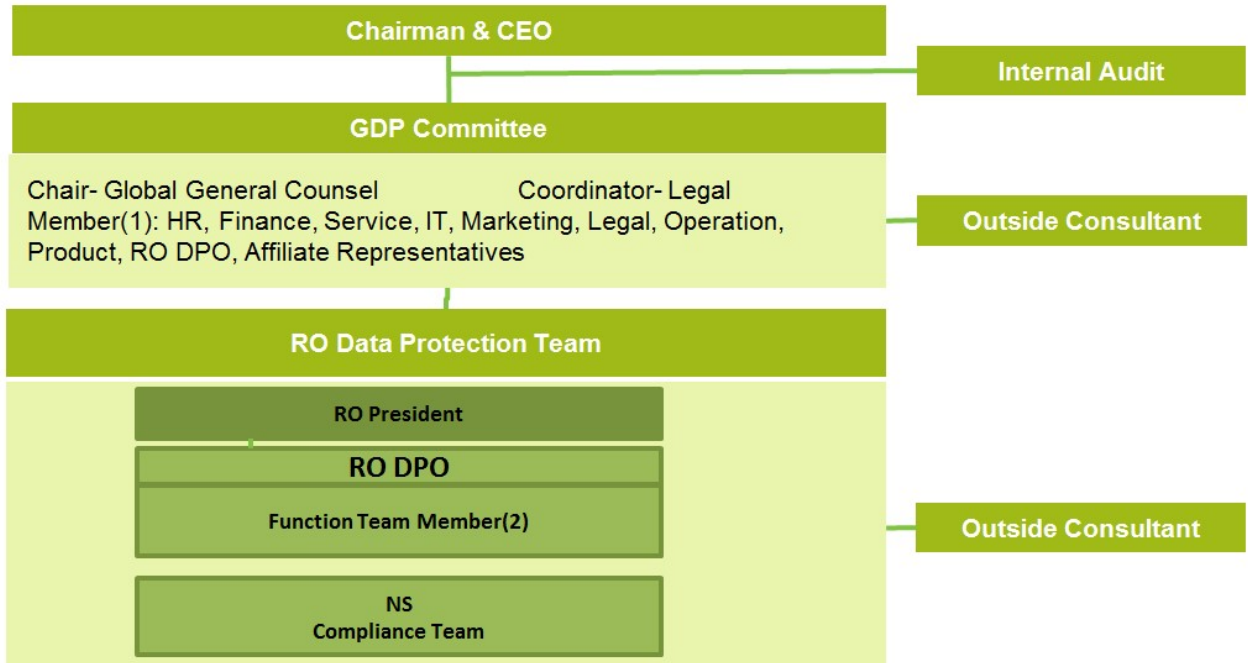 Chairman & CEO
Internal Audit
GDP Committee
Chair- Global General Counsel Coordinator- Legal
Member(1): HR, Finance, Service, IT, Marketing, Legal, Operation,
Product, RO DPO, Affiliate Representatives
Outside Consultant
RO Data Protection Team
RO President
RO DPO
Function Team Member(2)
Outside Consultant
NS
Compliance Team